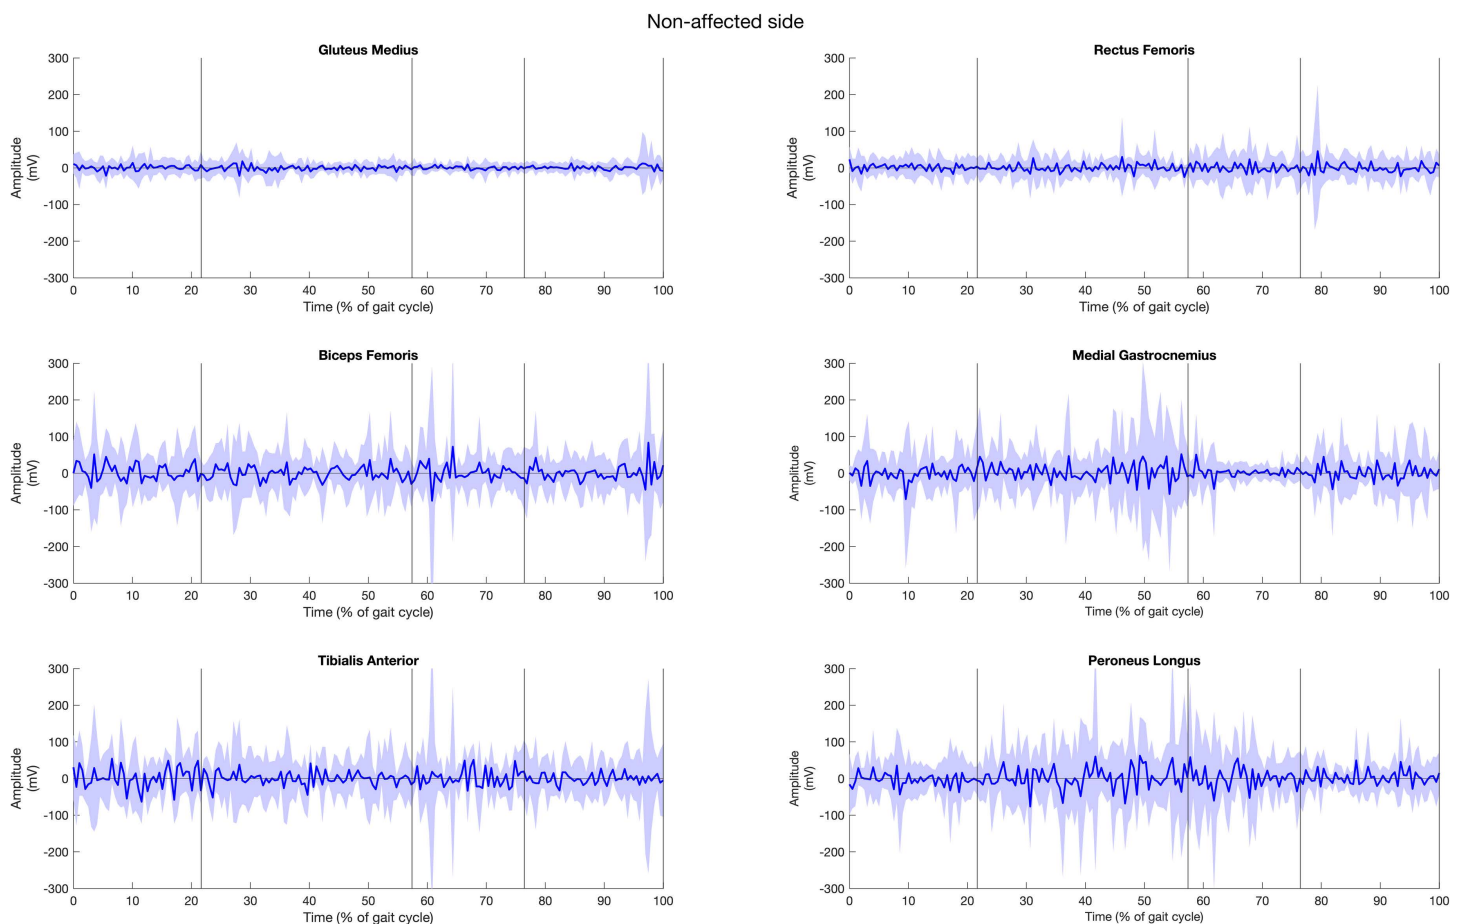 Non-affected side
Gluteus Medius
300
200
100
0
-100
-200
-300
Amplitude
(mV)
0 10 20 30 40 50 60 70 80 90 100
Time (% of gait cycle)
Rectus Femoris
300
200
100
0
-100
-200
-300
Amplitude
(mV)
0 10 20 30 40 50 60 70 80 90 100
Time (% of gait cycle)
Biceps Femoris
300
200
100
0
-100
-200
-300
Amplitude
(mV)
0 10 20 30 40 50 60 70 80 90 100
Time (% of gait cycle)
Medial Gastrocnemius
300
200
100
0
-100
-200
-300
Amplitude
(mV)
0 10 20 30 40 50 60 70 80 90 100
Time (% of gait cycle)
Tibialis Anterior
300
200
100
0
-100
-200
-300
Amplitude
(mV)
0 10 20 30 40 50 60 70 80 90 100
Time (% of gait cycle)
Peroneus Longus
300
200
100
0
-100
-200
-300
Amplitude
(mV)
0 10 20 30 40 50 60 70 80 90 100
Time (% of gait cycle)